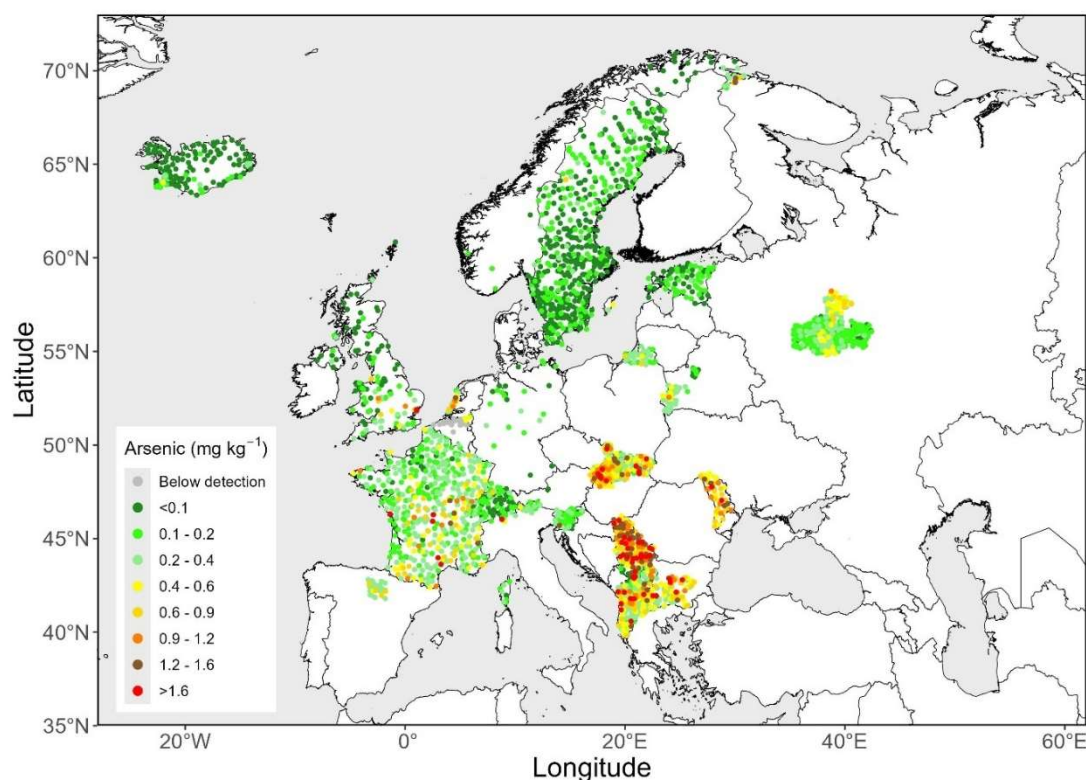 70°N
65°N
60°N
55°N
50°N
45°N
40°N
35°N
Latitude
Arsenic (mg kg⁻¹)
Below detection
<0.1
0.1 - 0.2
0.2 - 0.4
0.4 - 0.6
0.6 - 0.9
0.9 - 1.2
1.2 - 1.6
>1.6
20°W
0°
20°E
40°E
60°E
Longitude